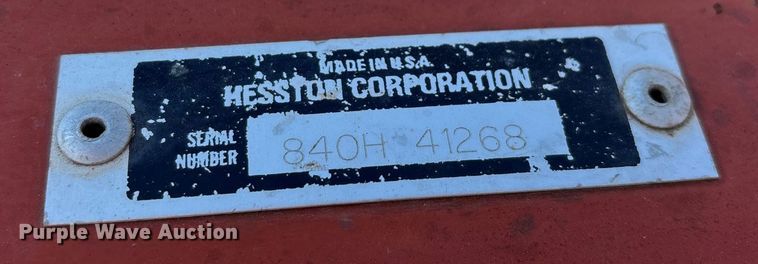 MADE IN U.S.A.
HESSTON CORPORATION
SERIAL
NUMBER
840H 41268
Purple Wave Auction